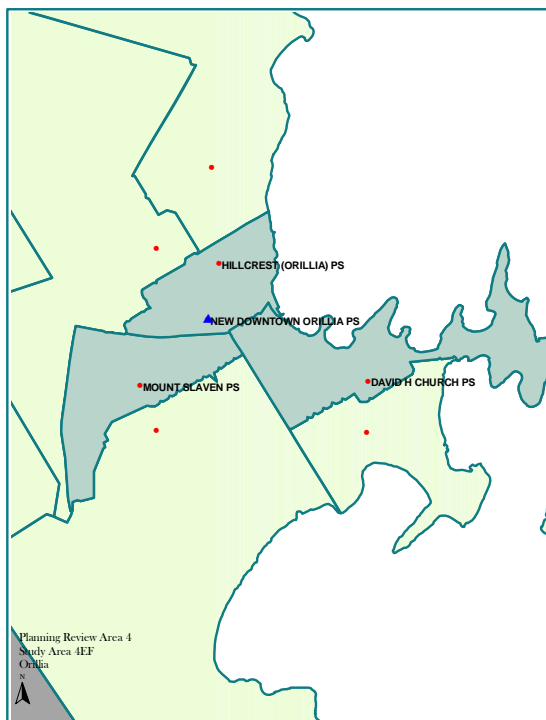 HILLCREST (ORILLIA) PS
NEW DOWNTOWN ORILLIA PS
MOUNT SLAVEN PS
DAVID H CHURCH PS
Planning Review Area 4
Study Area 4EF
Orillia
N